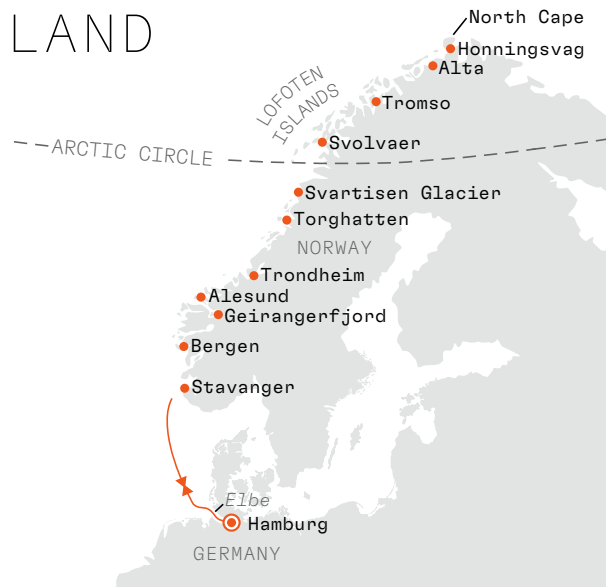 LAND
North Cape
Honningsvag
Alta
LOFOTEN
ISLANDS
Tromso
Svolvaer
ARCTIC CIRCLE
Svartisen Glacier
Torghatten
NORWAY
Trondheim
Alesund
Geirangerfjord
Bergen
Stavanger
Elbe
Hamburg
GERMANY